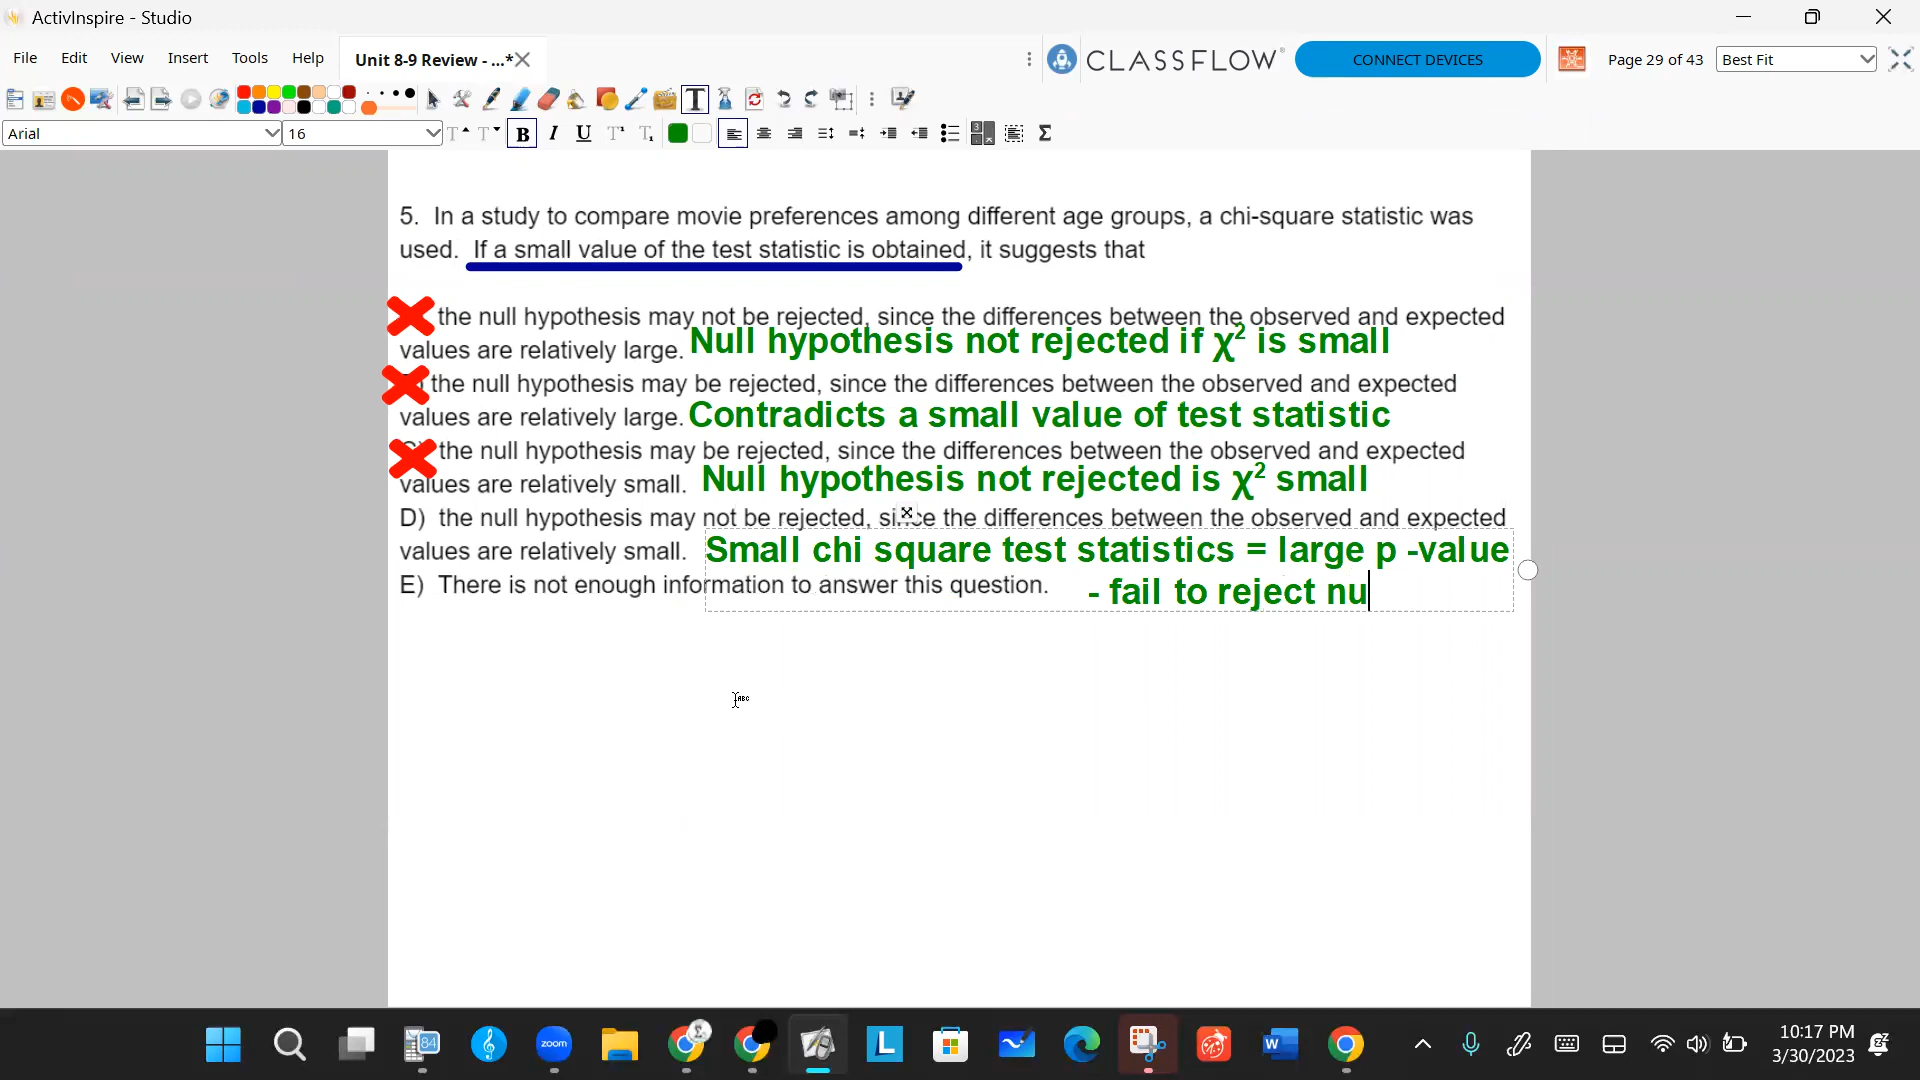 ActivInspire - Studio
File Edit View Insert Tools Help Unit 8-9 Review - ...* CLASSFLOW CONNECT DEVICES Page 29 of 43 Best Fit
Arial 16 B I U Σ
5. In a study to compare movie preferences among different age groups, a chi-square statistic was
used. If a small value of the test statistic is obtained, it suggests that
the null hypothesis may not be rejected, since the differences between the observed and expected
values are relatively large. Null hypothesis not rejected if χ² is small
the null hypothesis may be rejected, since the differences between the observed and expected
values are relatively large. Contradicts a small value of test statistic
the null hypothesis may be rejected, since the differences between the observed and expected
values are relatively small. Null hypothesis not rejected is χ² small
D) the null hypothesis may not be rejected, since the differences between the observed and expected
values are relatively small. Small chi square test statistics = large p -value
E) There is not enough information to answer this question. - fail to reject nu
ABC
84 zoom L W 10:17 PM
3/30/2023